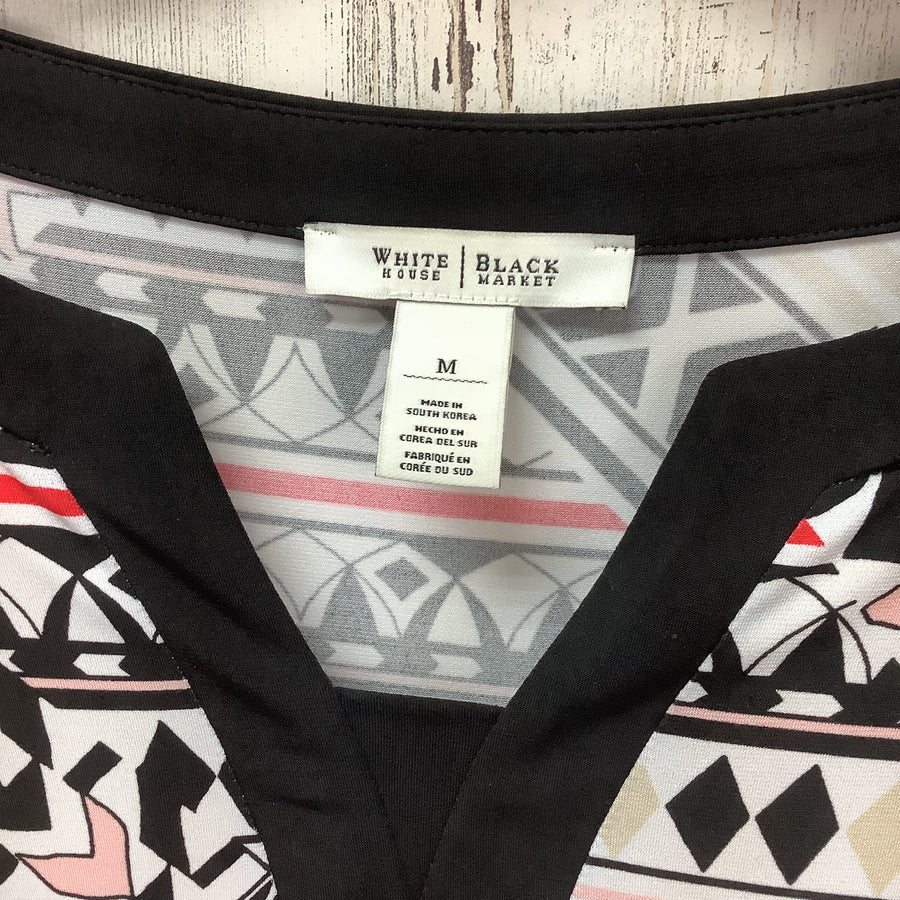 WHITE | BLACK
HOUSE | MARKET
M
MADE IN
SOUTH KOREA
HECHO EN
COREA DEL SUR
FABRIQUÉ EN
CORÉE DU SUD